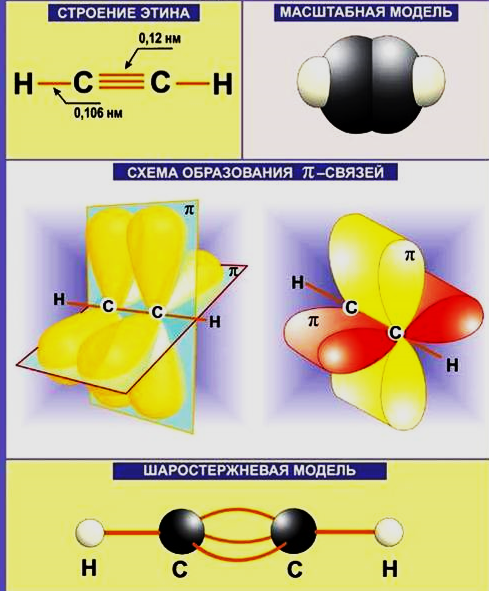 СТРОЕНИЕ ЭТИНА
0,12 нм
H C C H
0,106 нм
МАСШТАБНАЯ МОДЕЛЬ
СХЕМА ОБРАЗОВАНИЯ π–СВЯЗЕЙ
π
π
H C C H
π
H
C
π
C
H
ШАРОСТЕРЖНЕВАЯ МОДЕЛЬ
H C C H